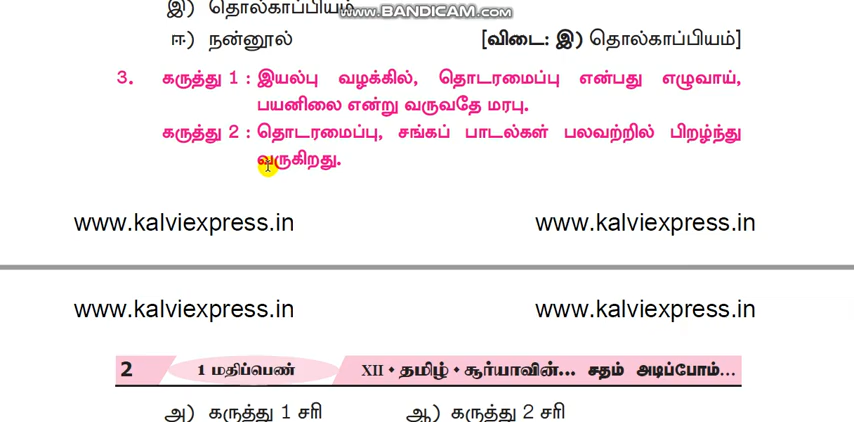 இ) தொல்காப்பியம்
www.BANDICAM.com
ஈ) நன்னூல் [விடை: இ) தொல்காப்பியம்]
3. கருத்து 1 : இயல்பு வழக்கில், தொடரமைப்பு என்பது எழுவாய்,
பயனிலை என்று வருவதே மரபு.
கருத்து 2 : தொடரமைப்பு, சங்கப் பாடல்கள் பலவற்றில் பிறழ்ந்து
வருகிறது.
www.kalviexpress.in www.kalviexpress.in
www.kalviexpress.in www.kalviexpress.in
2 1 மதிப்பெண் XII • தமிழ் • சூர்யாவின்... சதம் அடிப்போம்...
அ) கருத்து 1 சரி ஆ) கருத்து 2 சரி